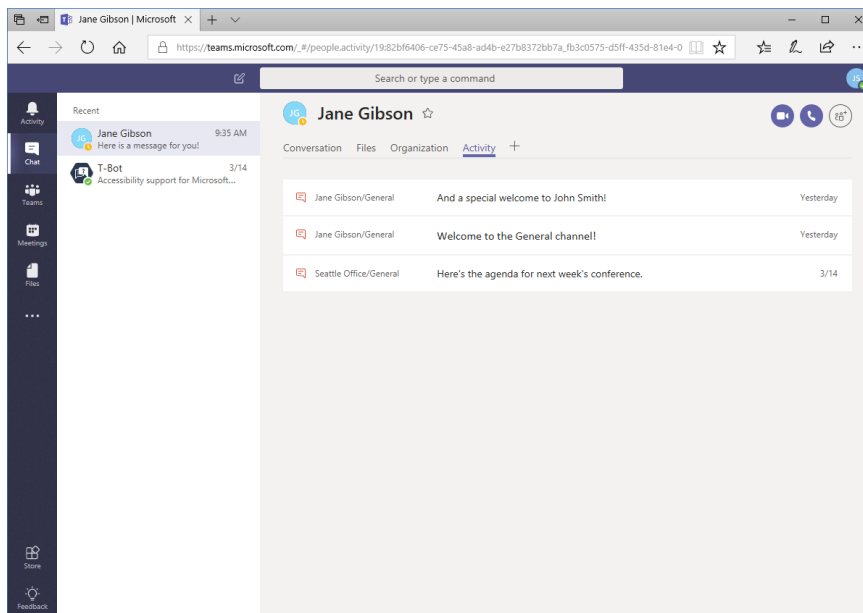 Jane Gibson | Microsoft
https://teams.microsoft.com/_#/people.activity/19:82bf6406-ce75-45a8-ad4b-e27b8372bb7a_fb3c0575-d5ff-435d-81e4-0
Search or type a command
JS
Activity
Chat
Teams
Meetings
Files
Store
Feedback
Recent
JG
Jane Gibson 9:35 AM
Here is a message for you!
T-Bot 3/14
Accessibility support for Microsoft...
JG
Jane Gibson
Conversation Files Organization Activity
Jane Gibson/General And a special welcome to John Smith! Yesterday
Jane Gibson/General Welcome to the General channel! Yesterday
Seattle Office/General Here's the agenda for next week's conference. 3/14